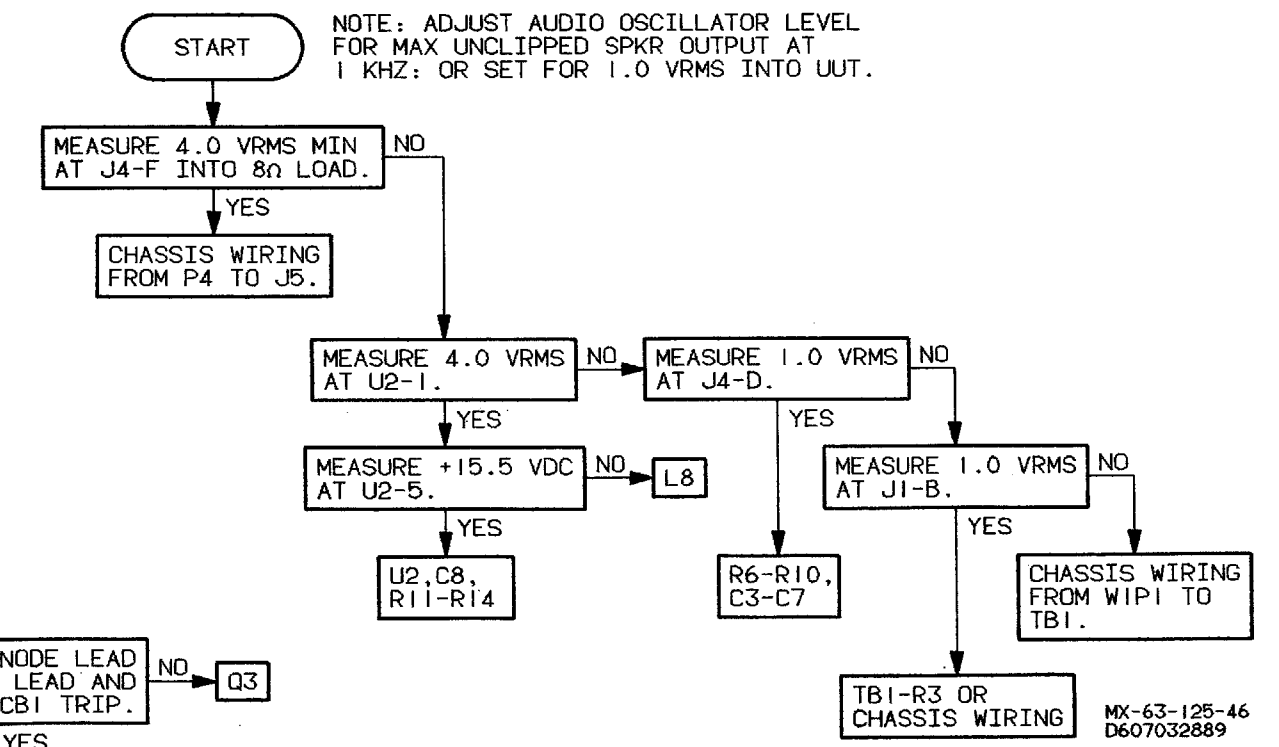 START
NOTE: ADJUST AUDIO OSCILLATOR LEVEL
FOR MAX UNCLIPPED SPKR OUTPUT AT
1 KHZ: OR SET FOR 1.0 VRMS INTO UUT.
MEASURE 4.0 VRMS MIN
AT J4-F INTO 8Ω LOAD.
NO
YES
CHASSIS WIRING
FROM P4 TO J5.
MEASURE 4.0 VRMS
AT U2-1.
NO
MEASURE 1.0 VRMS
AT J4-D.
NO
YES
YES
MEASURE +15.5 VDC
AT U2-5.
NO
L8
MEASURE 1.0 VRMS
AT J1-B.
NO
YES
YES
U2,C8,
R11-R14
R6-R10,
C3-C7
CHASSIS WIRING
FROM W1P1 TO
TB1.
NODE LEAD
LEAD AND
CB1 TRIP.
NO
Q3
YES
TB1-R3 OR
CHASSIS WIRING
MX-63-125-46
D607032889